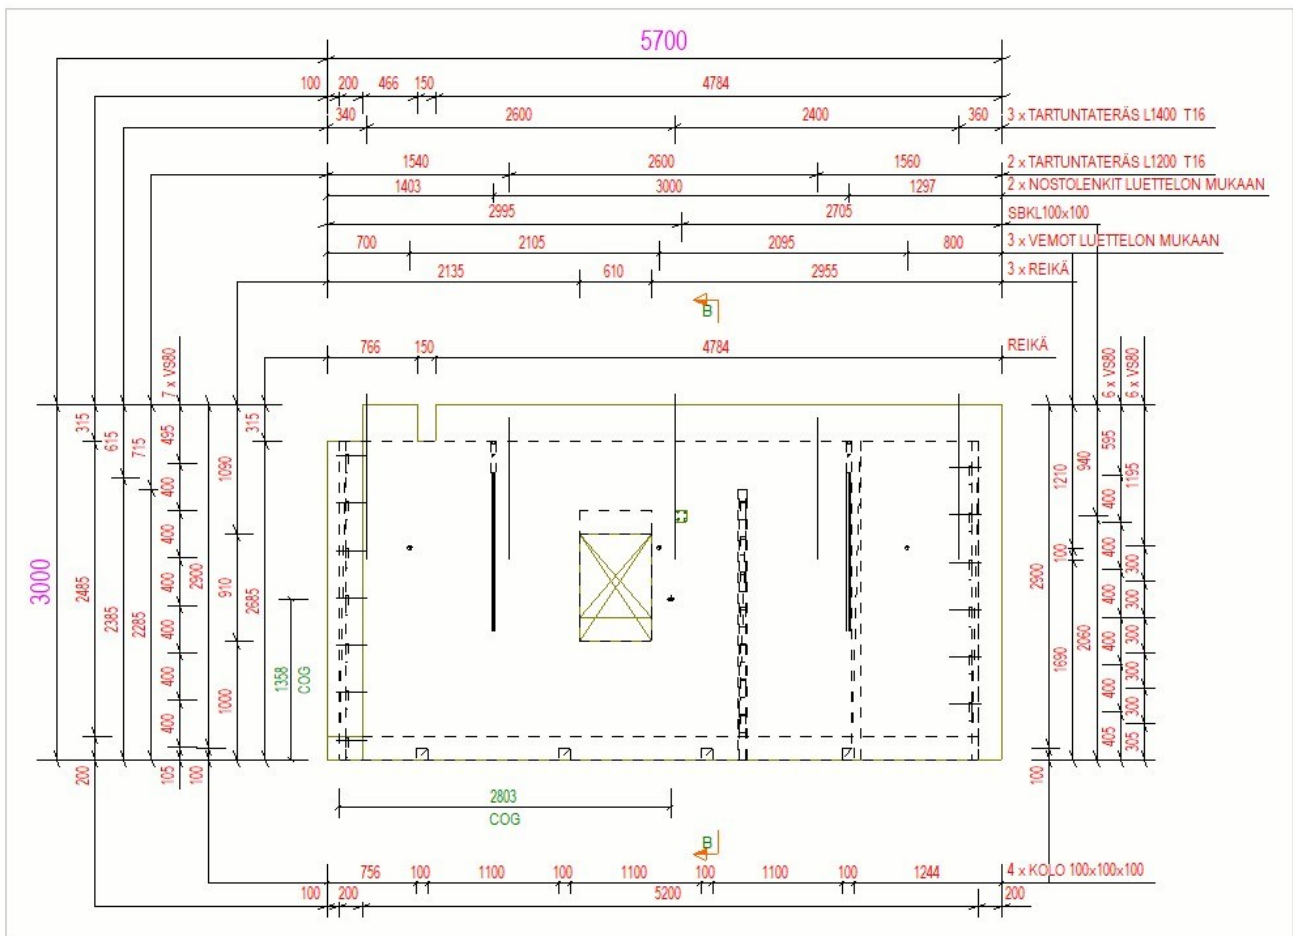 5700
100 200 466 150 4784
340 2600 2400 360 3 x TARTUNTATERÄS L1400 T16
1540 2600 1560 2 x TARTUNTATERÄS L1200 T16
1403 3000 1297 2 x NOSTOLENKIT LUETTELON MUKAAN
2995 2705 SBKL100x100
700 2105 2095 800 3 x VEMOT LUETTELON MUKAAN
2135 610 2955 3 x REIKÄ
B
766 150 4784 REIKÄ
3000
315 2485 200
615 2385
715 2285
7 x VS80
495 400 400 400 400 400 400 105
2900 100
1090 910 1000
315 2685
1358
COG
2900 100
1210 100 1690
940 2060
6 x VS80
595 400 400 400 400 400 405
6 x VS80
1195 300 300 300 300 300 305
2803
COG
B
756 100 1100 100 1100 100 1100 100 1244 4 x KOLO 100x100x100
100 200 5200 200